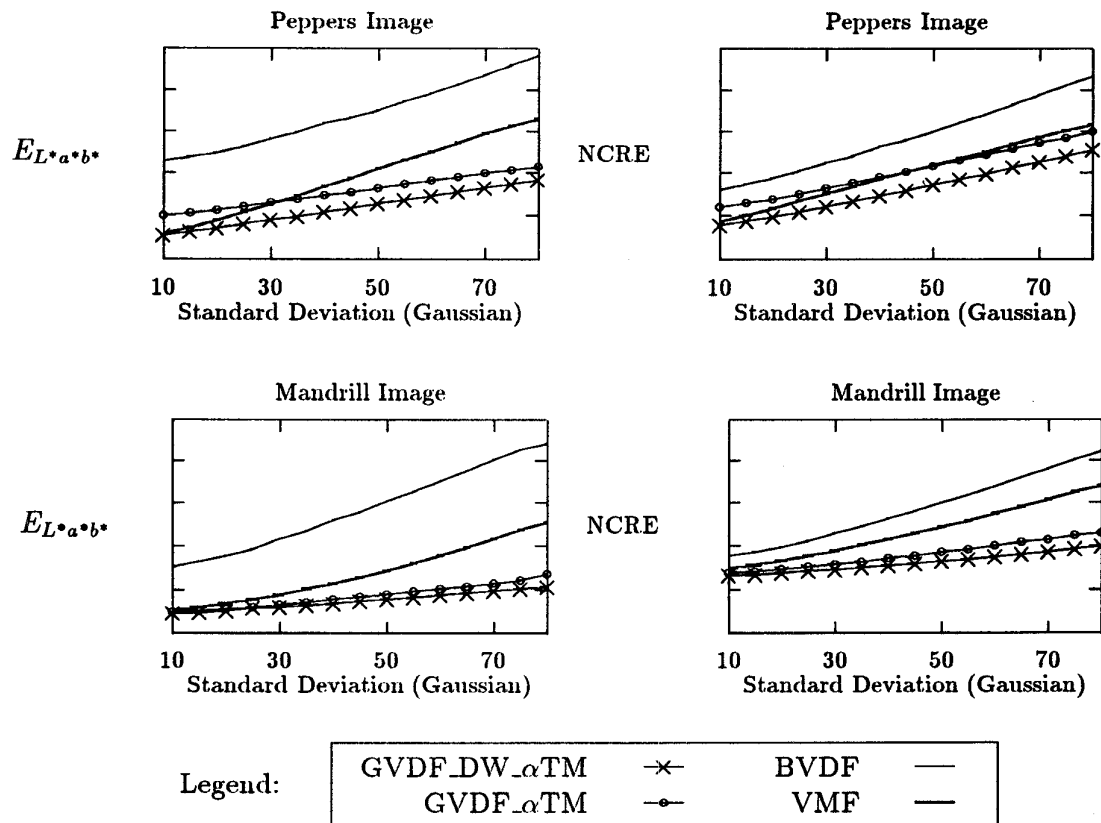 Peppers Image
Peppers Image
E_{L*a*b*}
NCRE
10 30 50 70
10 30 50 70
Standard Deviation (Gaussian)
Standard Deviation (Gaussian)
Mandrill Image
Mandrill Image
E_{L*a*b*}
NCRE
10 30 50 70
10 30 50 70
Standard Deviation (Gaussian)
Standard Deviation (Gaussian)
Legend:
GVDF_DW_αTM
BVDF
GVDF_αTM
VMF